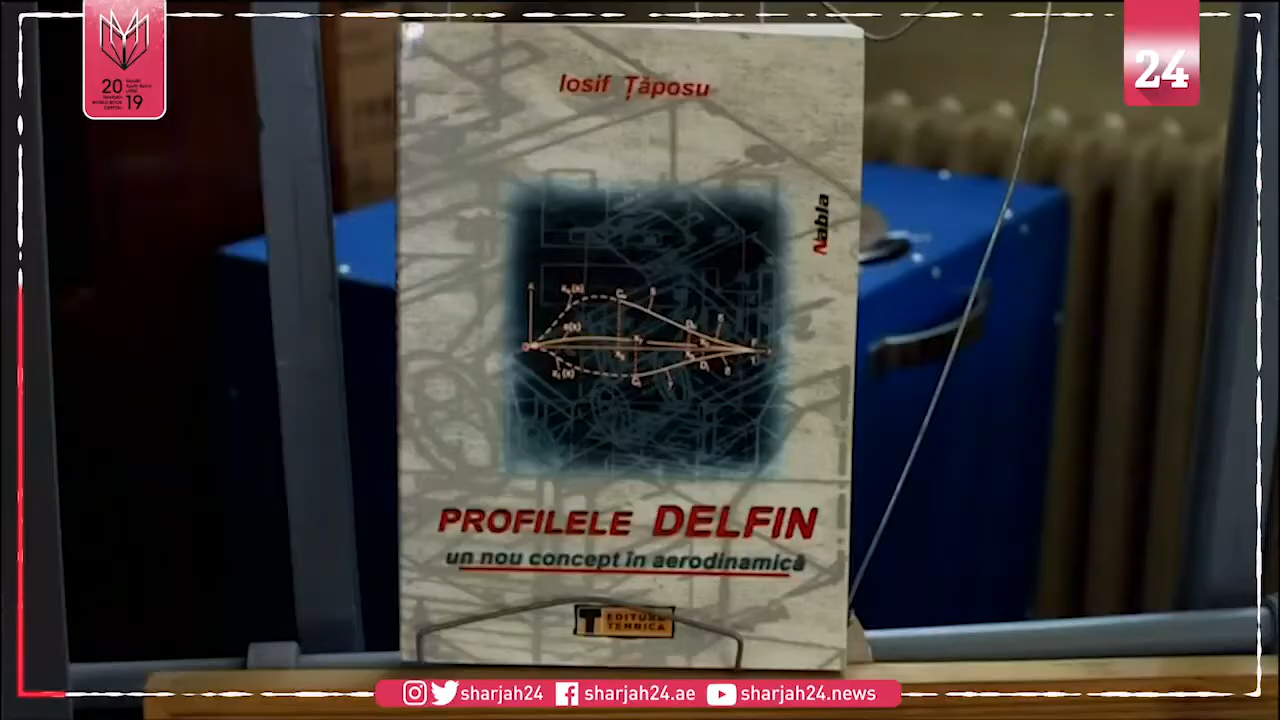 20
19
24
Iosif Țăposu
Nabla
PROFILELE DELFIN
un nou concept în aerodinamică
T EDITURA
TEHNICA
sharjah24
sharjah24.ae
sharjah24.news